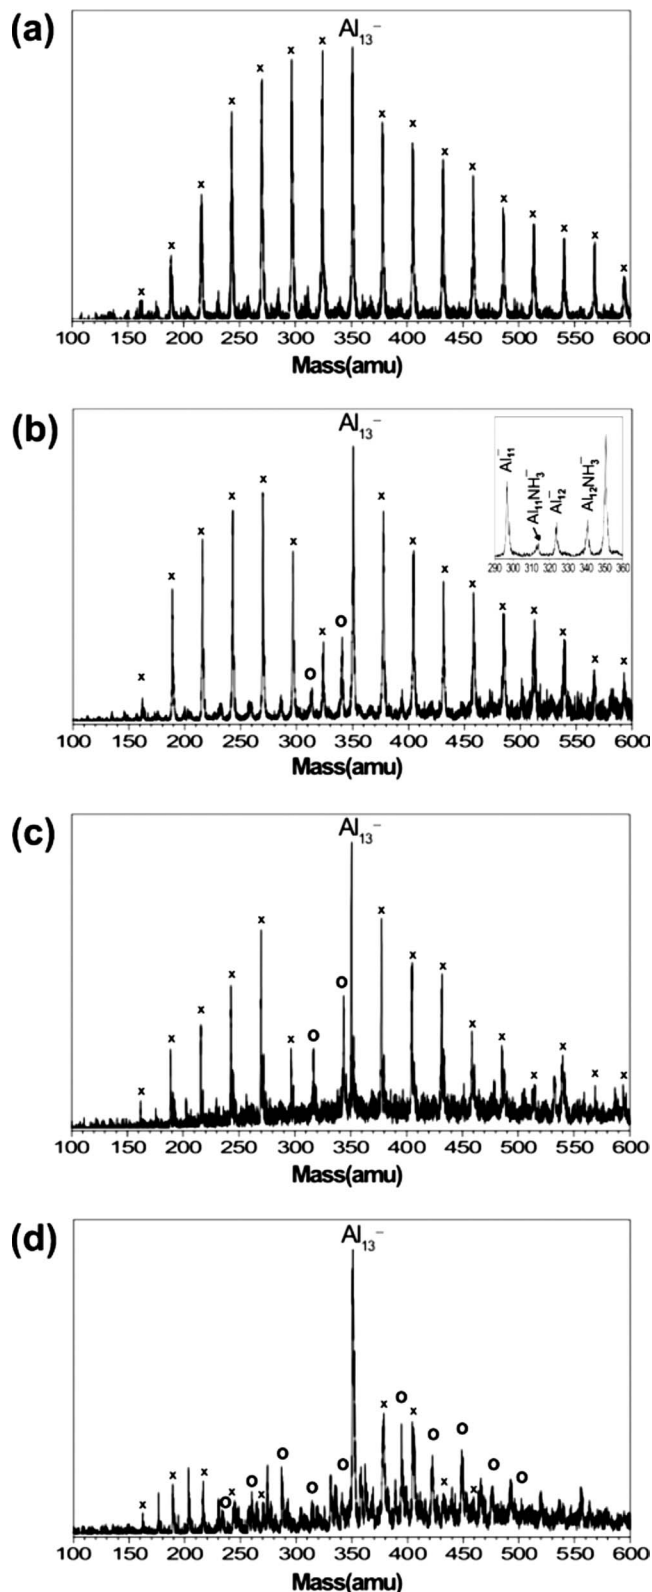 (a)
Al₁₃⁻
x x x x x x x x x x x x x x x x
100 150 200 250 300 350 400 450 500 550 600
Mass(amu)
(b)
Al₁₃⁻
x x x x x x o x o x x x x x x x x x
Al₁₁⁻ Al₁₁NH₃⁻ Al₁₂⁻ Al₁₂NH₃⁻
290 300 310 320 330 340 350 360
100 150 200 250 300 350 400 450 500 550 600
Mass(amu)
(c)
Al₁₃⁻
x x x x x x o o x x x x x x x x x
100 150 200 250 300 350 400 450 500 550 600
Mass(amu)
(d)
Al₁₃⁻
x x x o x o x o o o x o x o x o x o o
100 150 200 250 300 350 400 450 500 550 600
Mass(amu)